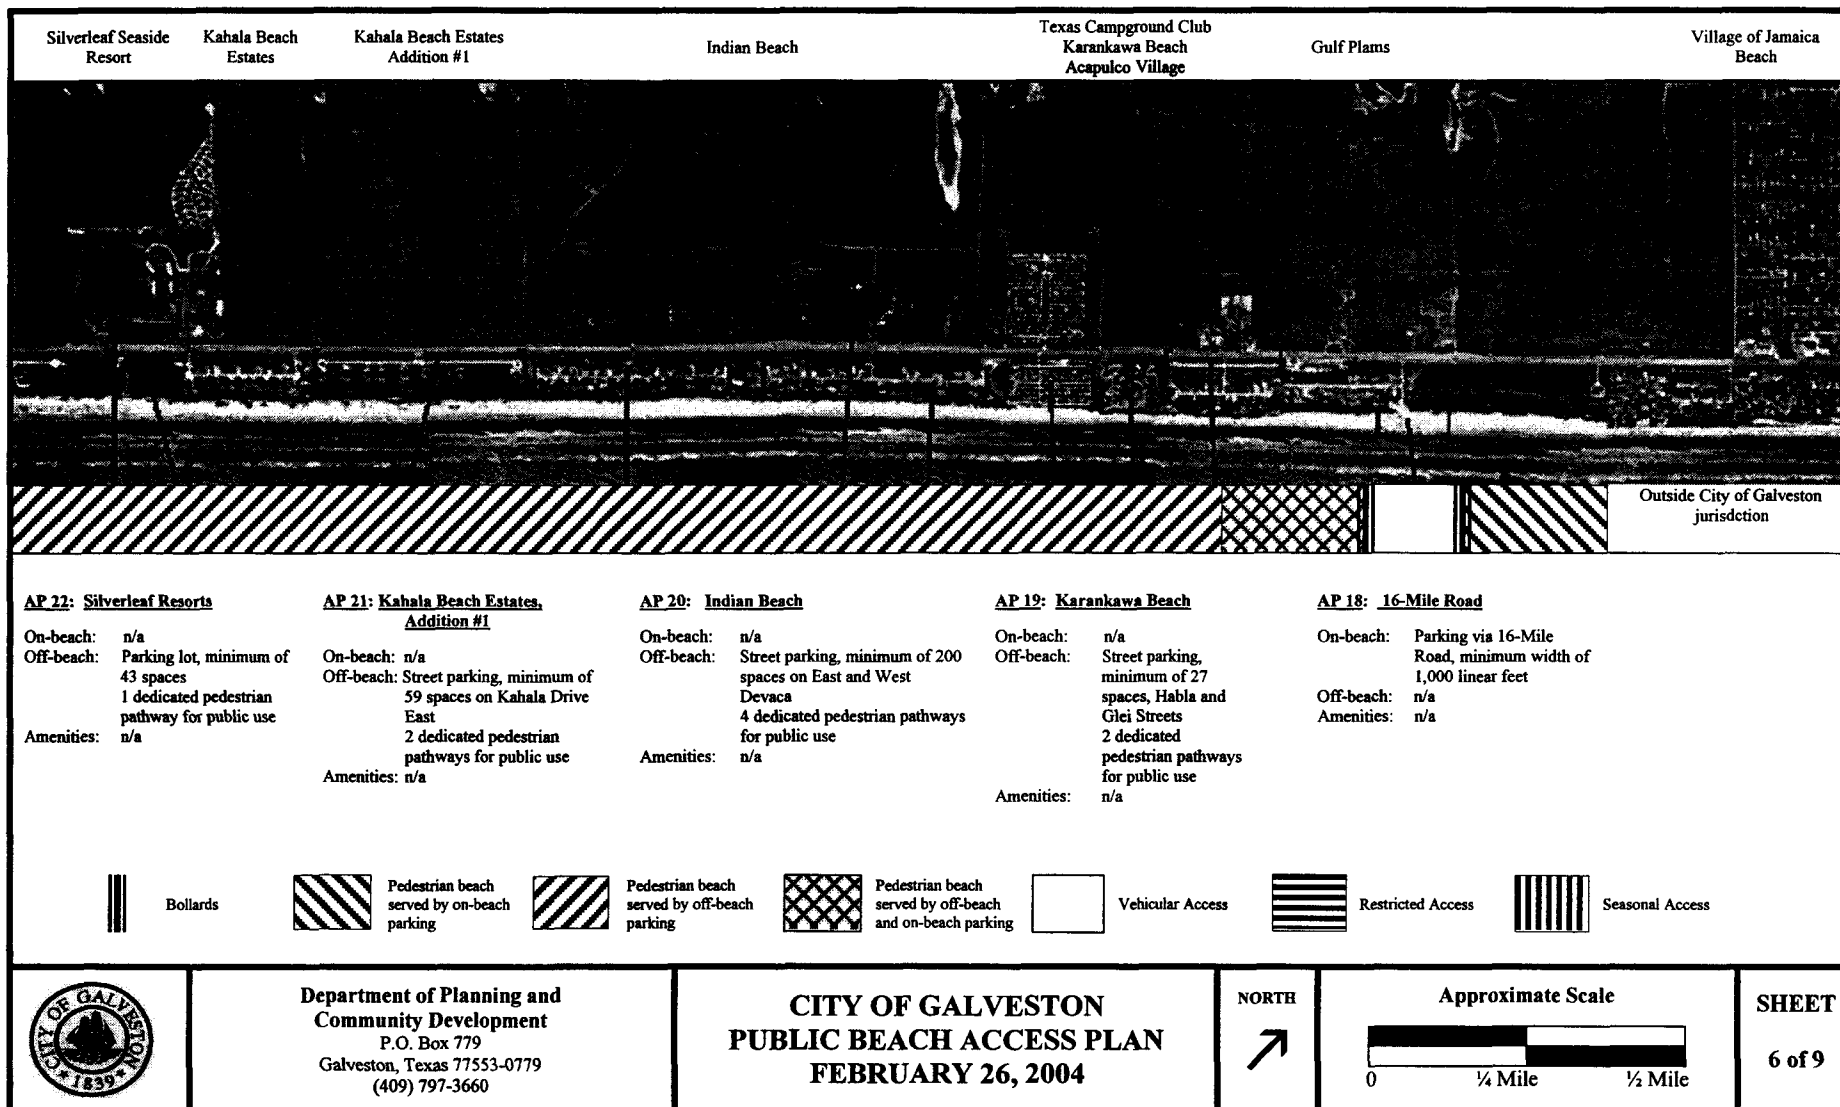 Silverleaf Seaside
Resort
Kahala Beach
Estates
Kahala Beach Estates
Addition #1
Indian Beach
Texas Campground Club
Karankawa Beach
Acapulco Village
Gulf Plams
Village of Jamaica
Beach
Outside City of Galveston
jurisdction
AP 22: Silverleaf Resorts
On-beach: n/a
Off-beach: Parking lot, minimum of
43 spaces
1 dedicated pedestrian
pathway for public use
Amenities: n/a
AP 21: Kahala Beach Estates,
Addition #1
On-beach: n/a
Off-beach: Street parking, minimum of
59 spaces on Kahala Drive
East
2 dedicated pedestrian
pathways for public use
Amenities: n/a
AP 20: Indian Beach
On-beach: n/a
Off-beach: Street parking, minimum of 200
spaces on East and West
Devaca
4 dedicated pedestrian pathways
for public use
Amenities: n/a
AP 19: Karankawa Beach
On-beach: n/a
Off-beach: Street parking,
minimum of 27
spaces, Habla and
Glei Streets
2 dedicated
pedestrian pathways
for public use
Amenities: n/a
AP 18: 16-Mile Road
On-beach: Parking via 16-Mile
Road, minimum width of
1,000 linear feet
Off-beach: n/a
Amenities: n/a
Bollards
Pedestrian beach
served by on-beach
parking
Pedestrian beach
served by off-beach
parking
Pedestrian beach
served by off-beach
and on-beach parking
Vehicular Access
Restricted Access
Seasonal Access
CITY OF GALVESTON
1839
Department of Planning and
Community Development
P.O. Box 779
Galveston, Texas 77553-0779
(409) 797-3660
CITY OF GALVESTON
PUBLIC BEACH ACCESS PLAN
FEBRUARY 26, 2004
NORTH
Approximate Scale
0 ¼ Mile ½ Mile
SHEET
6 of 9